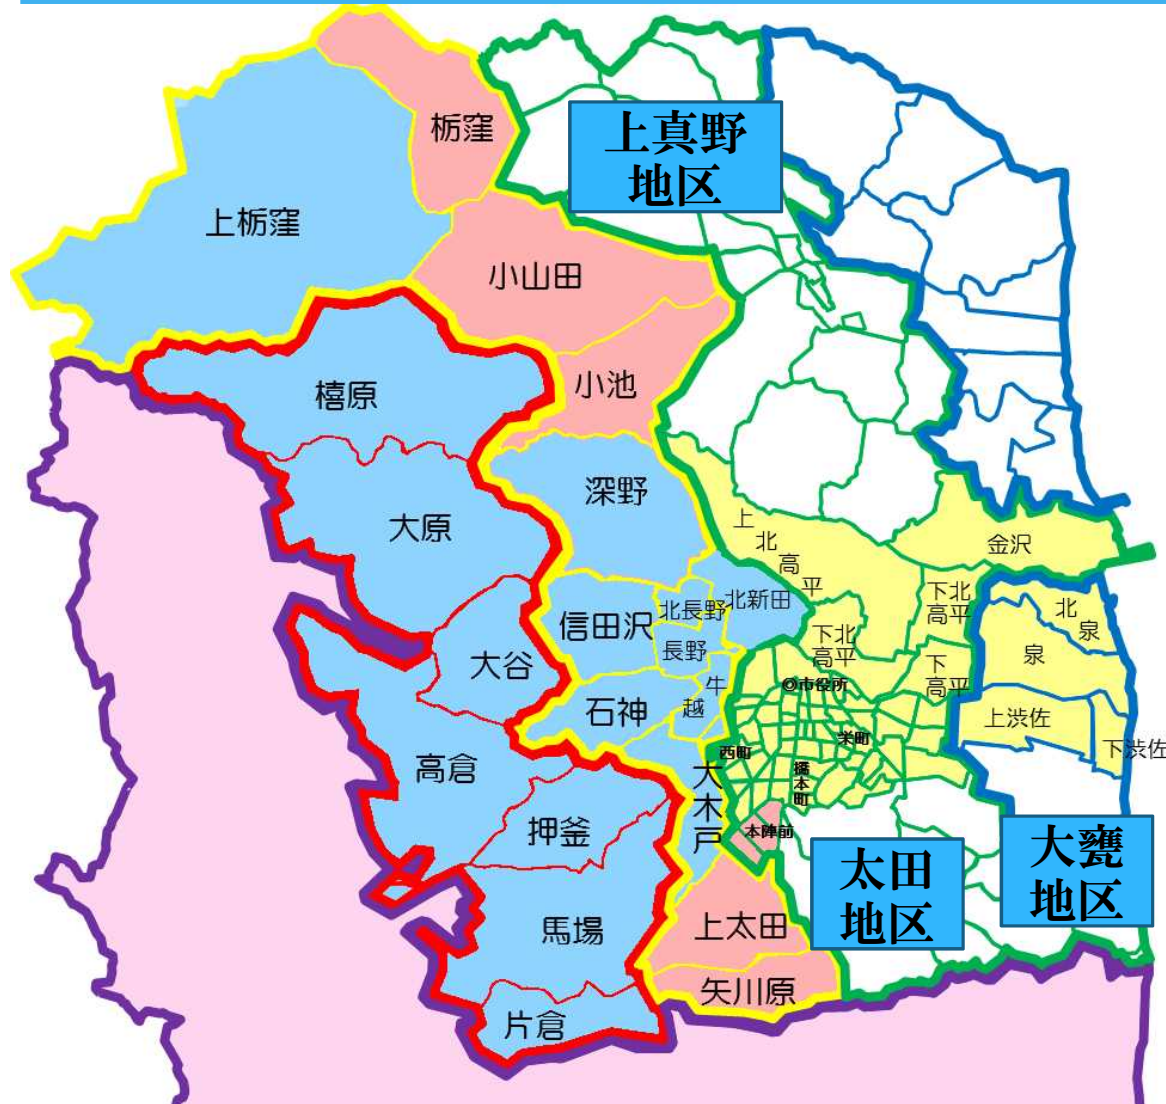 栃窪
上真野
地区
上栃窪
小山田
小池
橲原
深野
大原
上北高平
金沢
北新田
北長野
下北
高平
北泉
信田沢
長野
下北
高平
泉
下
高平
大谷
牛越
◎市役所
石神
上渋佐
栄町
西町
下渋佐
高倉
大木戸
橋本町
押釜
本陣前
太田
地区
大甕
地区
馬場
上太田
矢川原
片倉